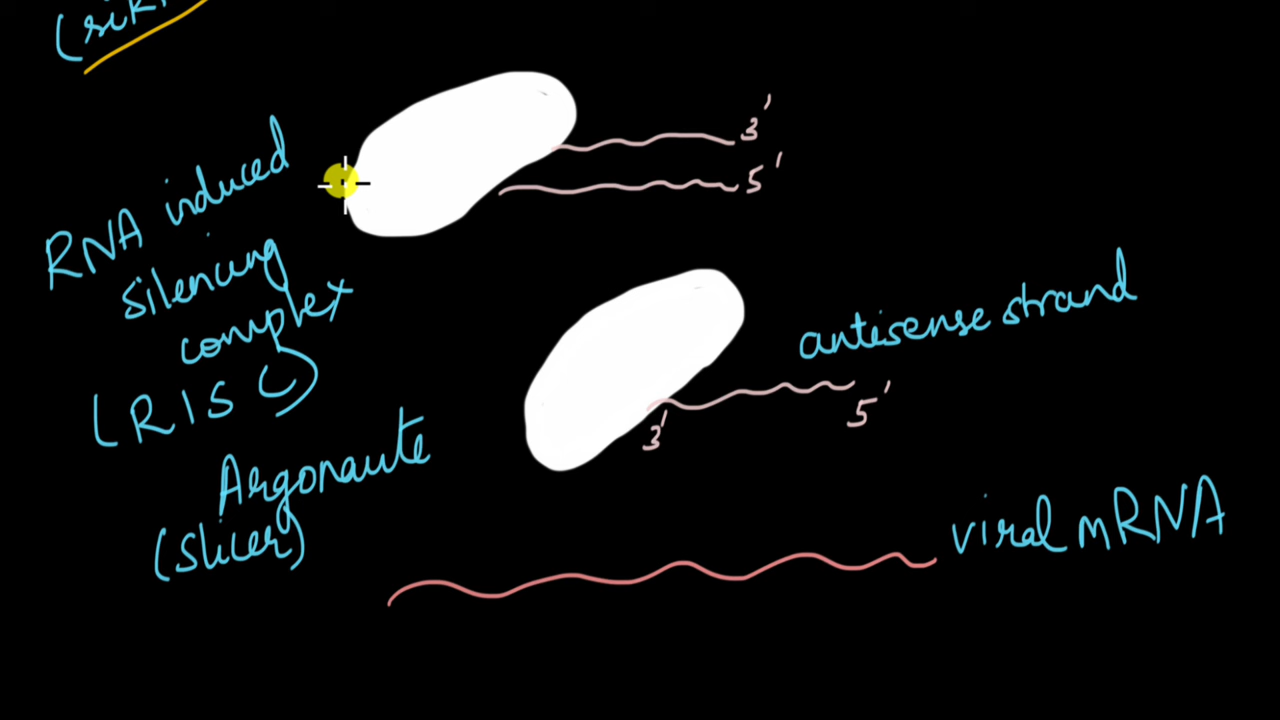 3'
5'
RNA induced
silencing
complex
(RISC)
antisense strand
3'
5'
Argonaute
(slicer)
viral mRNA